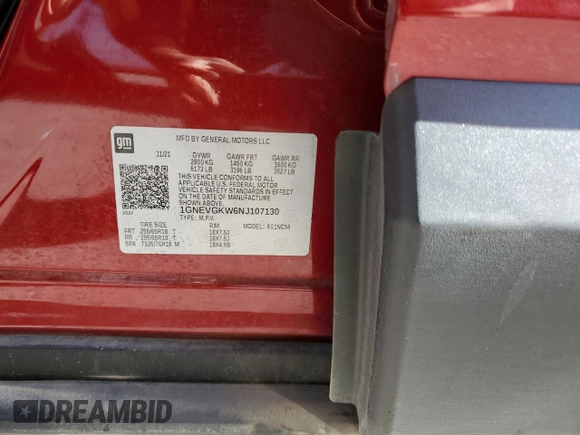 gm
MFD BY GENERAL MOTORS LLC
11/21 GVWR GAWR FRT GAWR RR
2800 KG 1450 KG 1600 KG
6173 LB 3196 LB 3527 LB
THIS VEHICLE CONFORMS TO ALL
APPLICABLE U.S. FEDERAL MOTOR
VEHICLE SAFETY STANDARDS IN EFFECT
ON THE DATE OF MANUFACTURE
SHOWN ABOVE.
1GNEVGKW6NJ107130
TYPE: M.P.V.
TIRE SIZE RIM MODEL:
FRT 255/65R18 T 18X7.5J
RR 255/65R18 T 18X7.5J
SPA T135/70R18 M 18X4.5B
DREAMBID